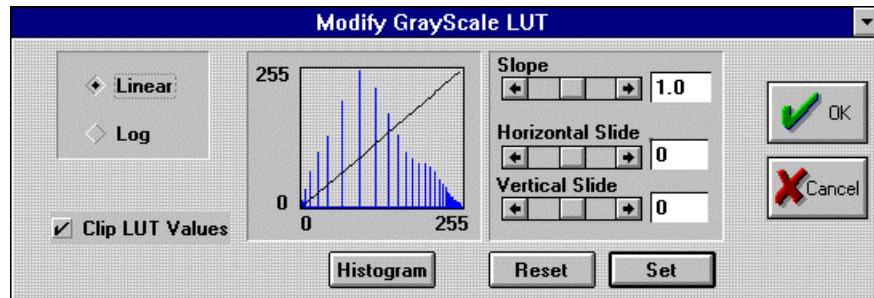 Modify GrayScale LUT
Linear
Log
Clip LUT Values
255
0
0 255
Histogram
Slope
1.0
Horizontal Slide
0
Vertical Slide
0
Reset
Set
OK
Cancel